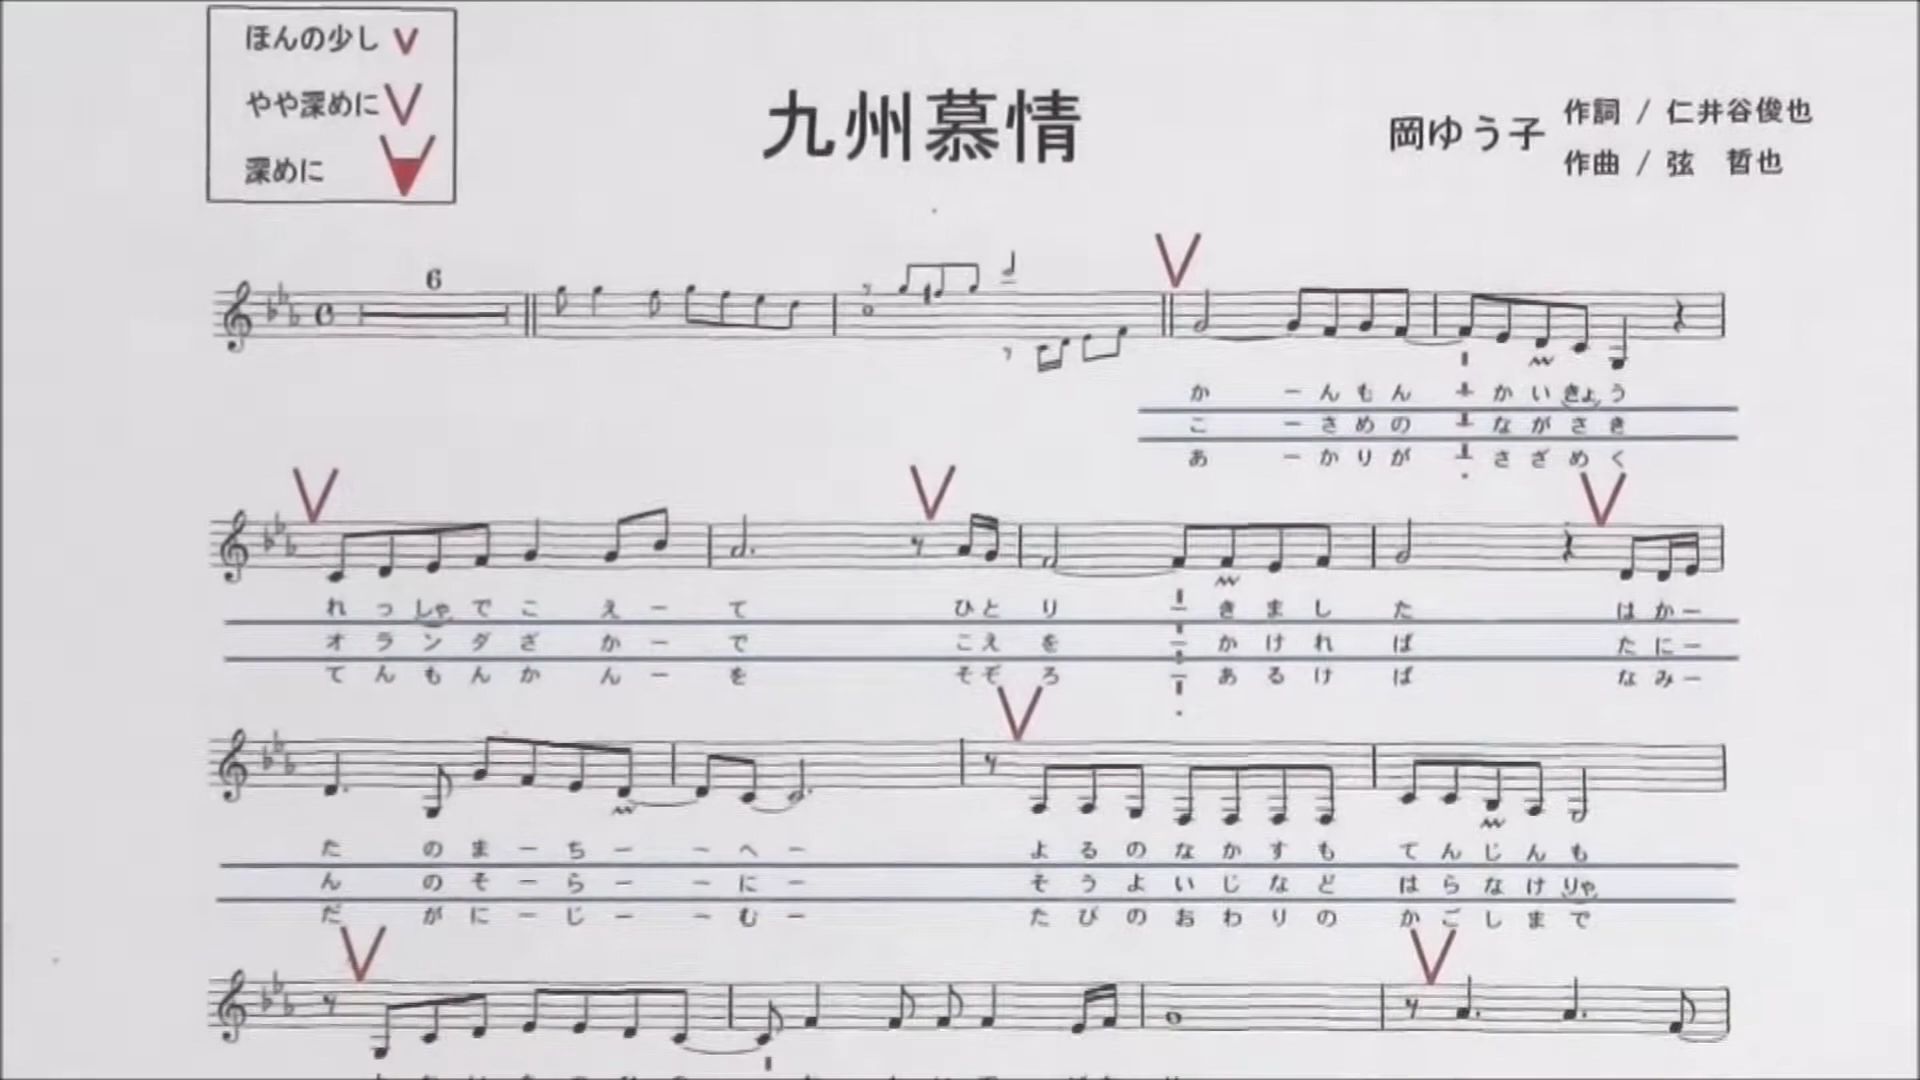 ほんの少し
やや深めに
深めに
九州慕情
岡ゆう子
作詞 / 仁井谷俊也
作曲 / 弦 哲也
6
か ー ん も ん ー か い きょ う
こ ー さ め の ー な が さ き
あ ー か り が ー さ ざ め く
れ っ しゃ で こ え ー て ひ と り ー き ま し た は か ー
オ ラ ン ダ ざ か ー で こ え を ー か け れ ば た に ー
て ん も ん か ん ー を そ ぞ ろ ー あ る け ば な み ー
た の ま ー ち ー ー へ ー よ る の な か す も て ん じ ん も
ん の そ ー ら ー ー に ー そ う よ い じ な ど は ら な け りゃ
だ が に ー じ ー ー む ー た び の お わ り の か ご し ま で